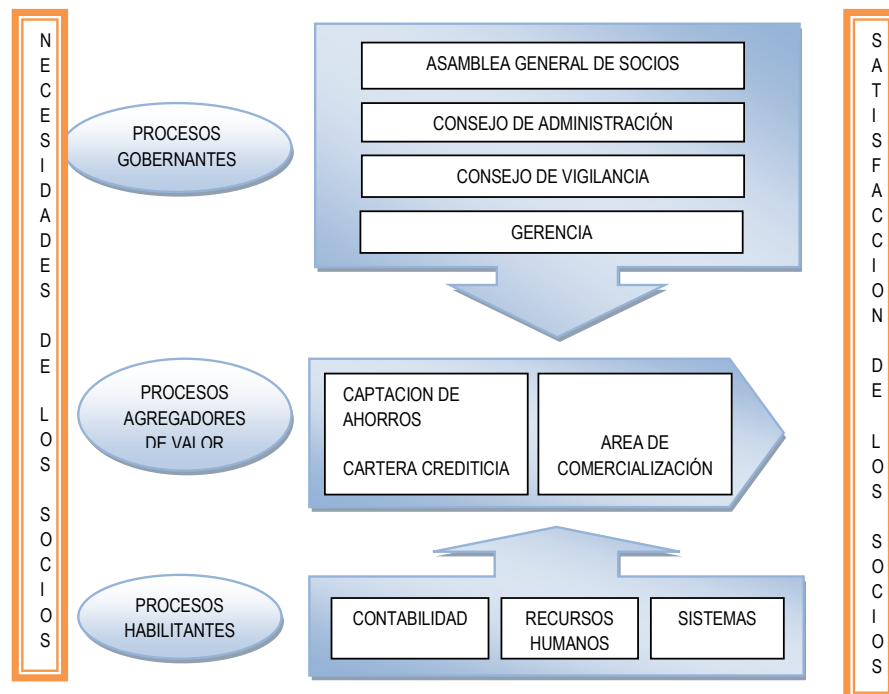 NECESIDADES DE LOS SOCIOS
PROCESOS
GOBERNANTES
ASAMBLEA GENERAL DE SOCIOS
CONSEJO DE ADMINISTRACIÓN
CONSEJO DE VIGILANCIA
GERENCIA
PROCESOS
AGREGADORES
DE VALOR
CAPTACION DE
AHORROS
CARTERA CREDITICIA
AREA DE
COMERCIALIZACIÓN
PROCESOS
HABILITANTES
CONTABILIDAD
RECURSOS
HUMANOS
SISTEMAS
SATISFACCION DE LOS SOCIOS